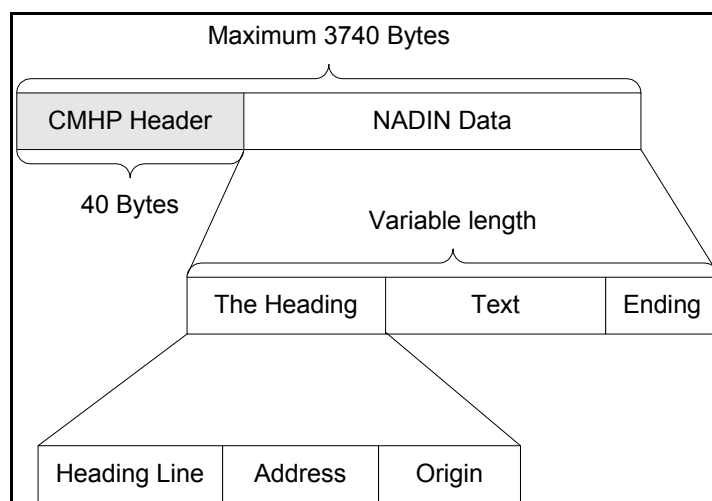 Maximum 3740 Bytes
CMHP Header
NADIN Data
40 Bytes
Variable length
The Heading
Text
Ending
Heading Line
Address
Origin